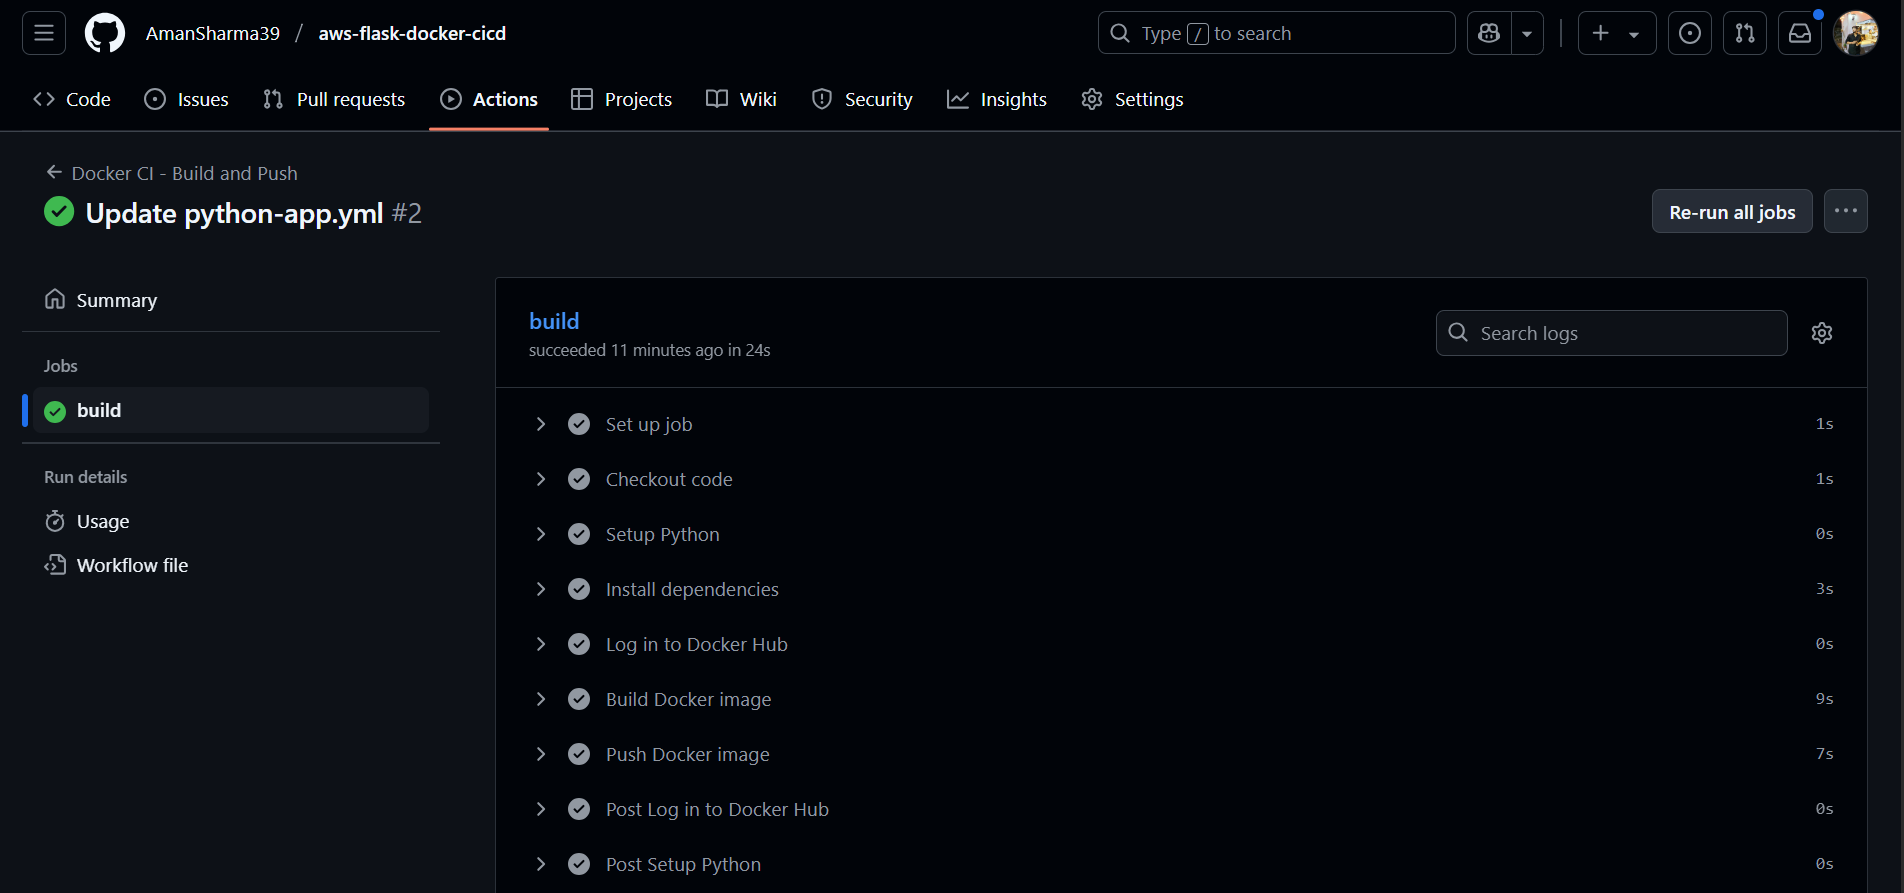 AmanSharma39 / aws-flask-docker-cicd
Type / to search
Code Issues Pull requests Actions Projects Wiki Security Insights Settings
Docker CI - Build and Push
Update python-app.yml #2
Re-run all jobs
Summary
Jobs
build
Run details
Usage
Workflow file
build
succeeded 11 minutes ago in 24s
Search logs
Set up job 1s
Checkout code 1s
Setup Python 0s
Install dependencies 3s
Log in to Docker Hub 0s
Build Docker image 9s
Push Docker image 7s
Post Log in to Docker Hub 0s
Post Setup Python 0s